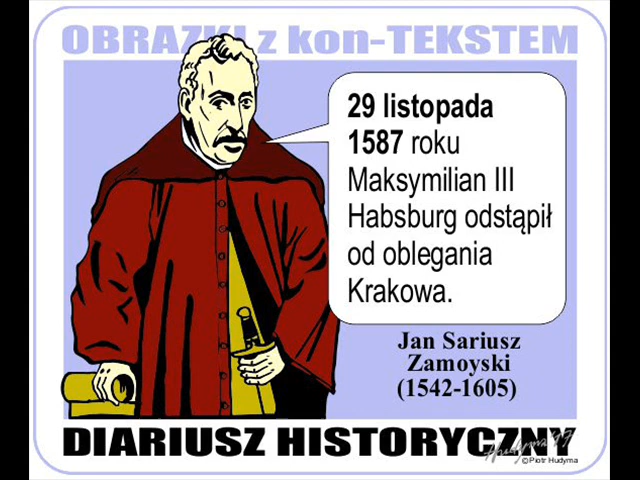 OBRAZKI z kon-TEKSTEM
29 listopada
1587 roku
Maksymilian III
Habsburg odstąpił
od oblegania
Krakowa.
Jan Sariusz
Zamoyski
(1542-1605)
DIARIUSZ HISTORYCZNY
© Piotr Hudyma